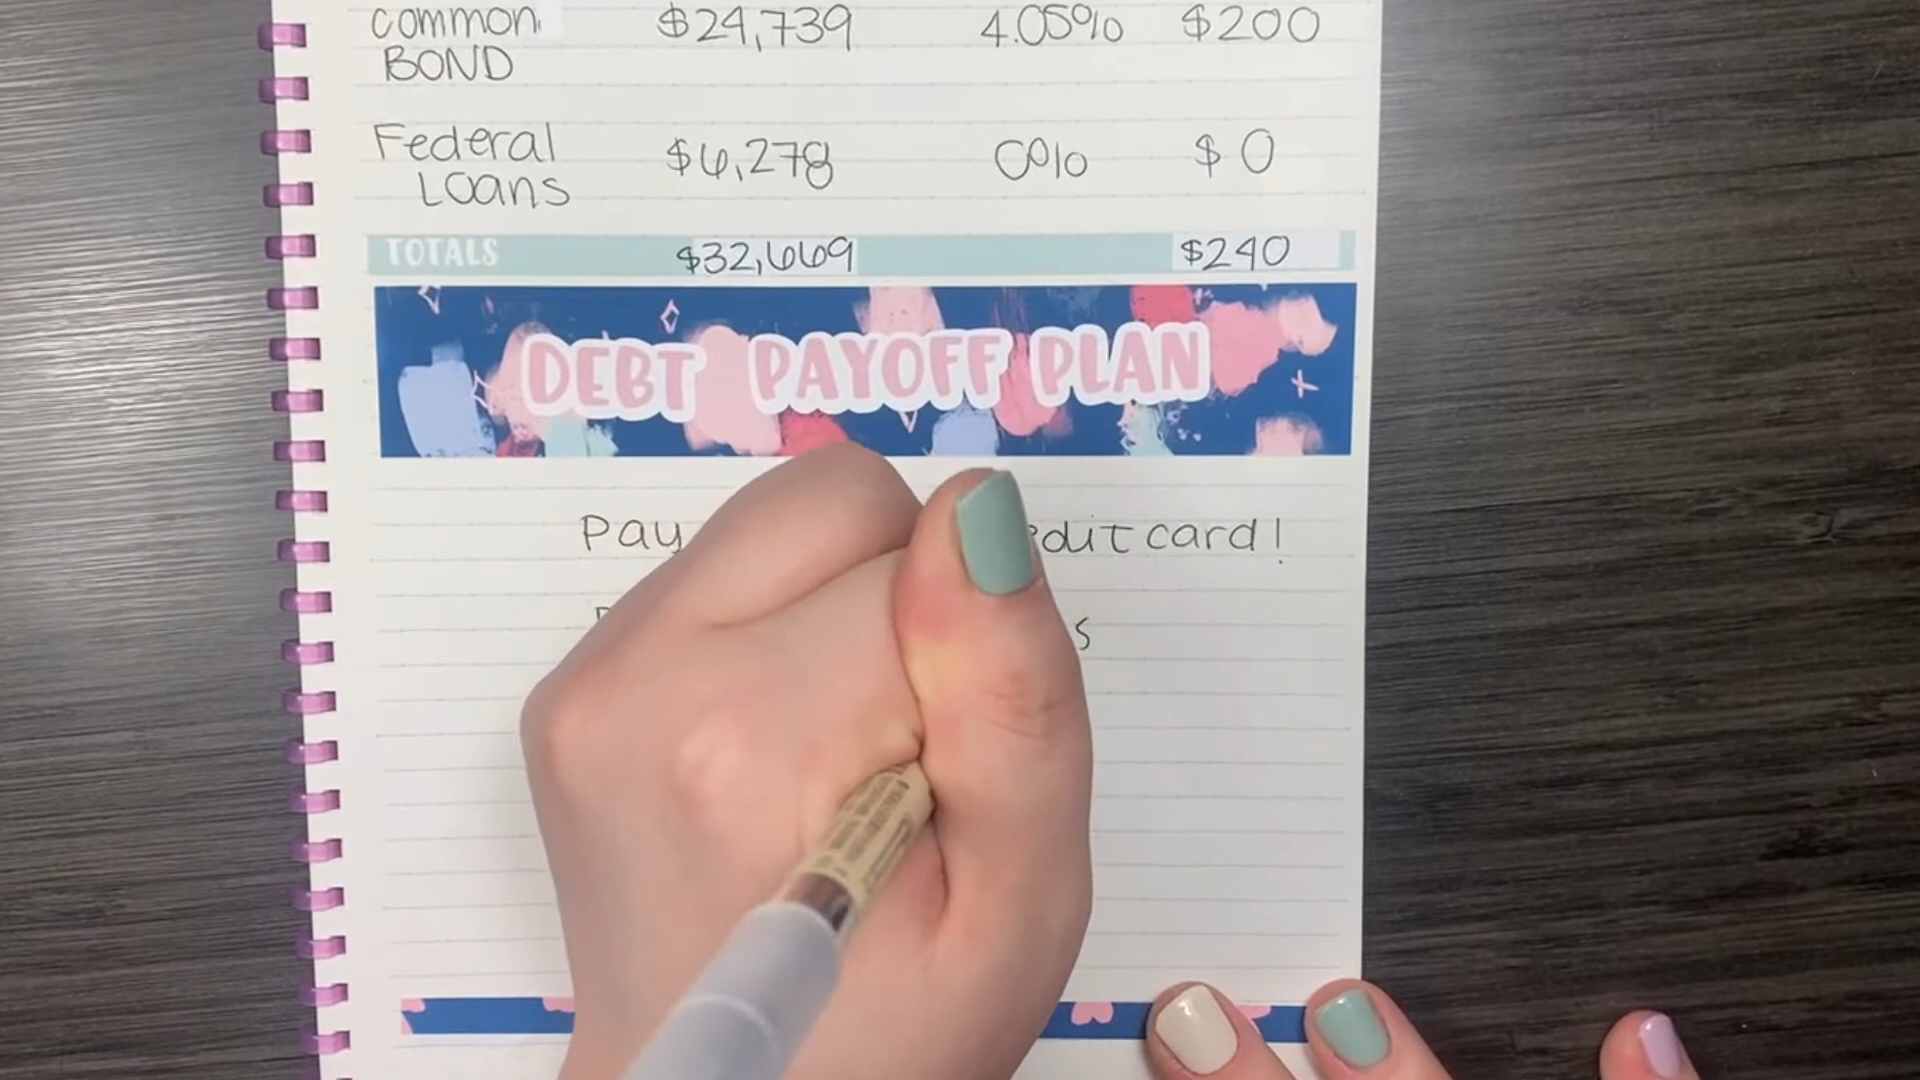 common $24,739 4.05% $200
BOND
Federal $6,278 0% $0
Loans
TOTALS $32,669 $240
DEBT PAYOFF PLAN
Pay card!